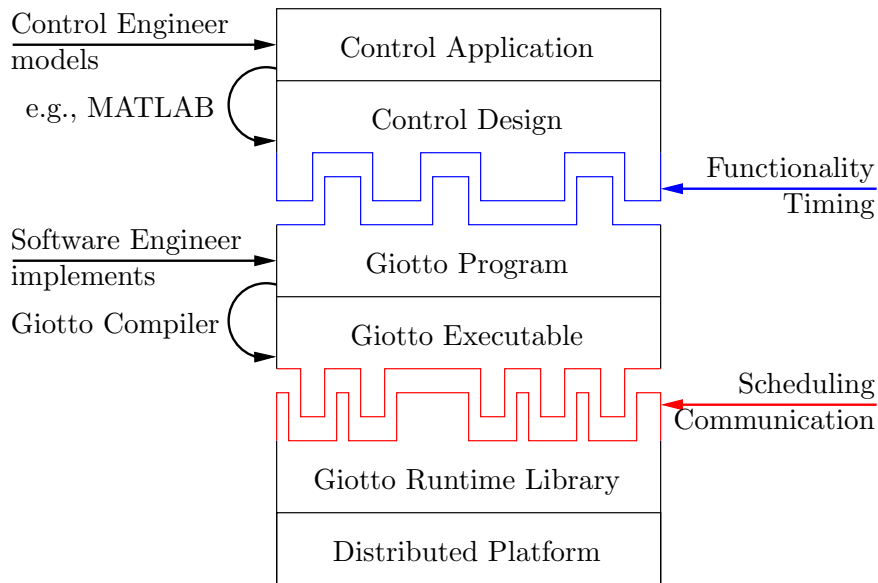 Control Engineer
models
Control Application
e.g., MATLAB
Control Design
Functionality
Timing
Software Engineer
implements
Giotto Program
Giotto Compiler
Giotto Executable
Scheduling
Communication
Giotto Runtime Library
Distributed Platform